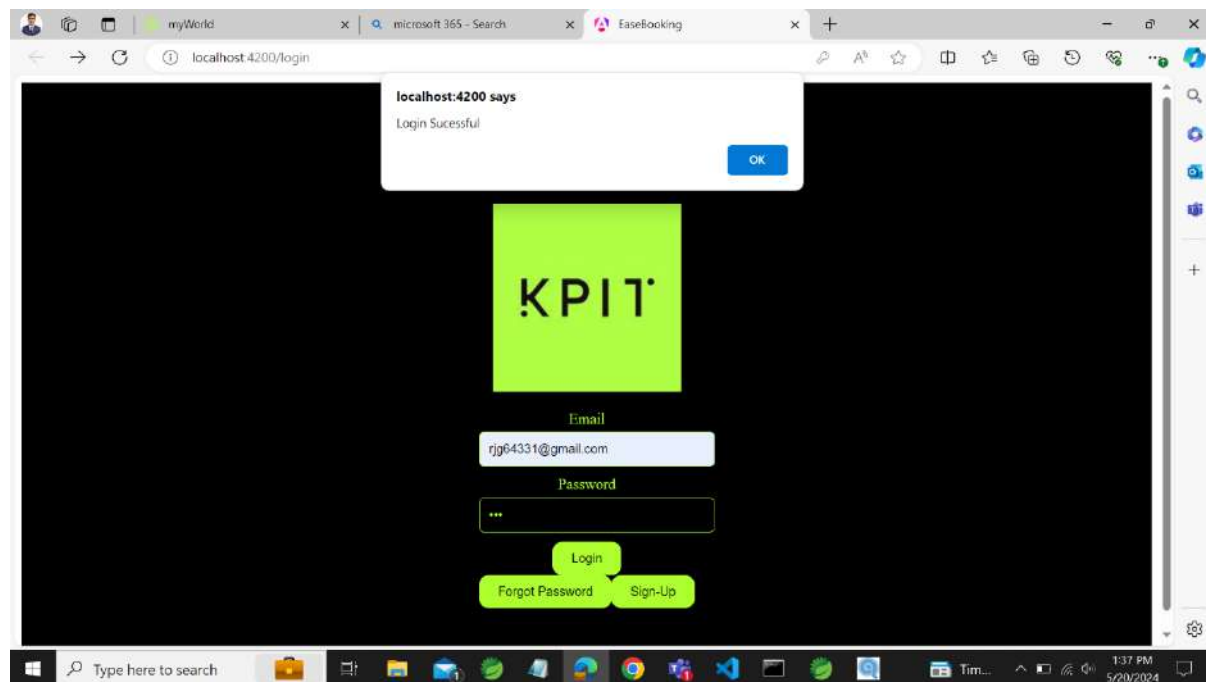 myWorld
microsoft 365 - Search
EaseBooking
localhost:4200/login
localhost:4200 says
Login Sucessful
OK
KPIT
Email
rjg64331@gmail.com
Password
Login
Forgot Password
Sign-Up
Type here to search
Tim...
1:37 PM
5/20/2024